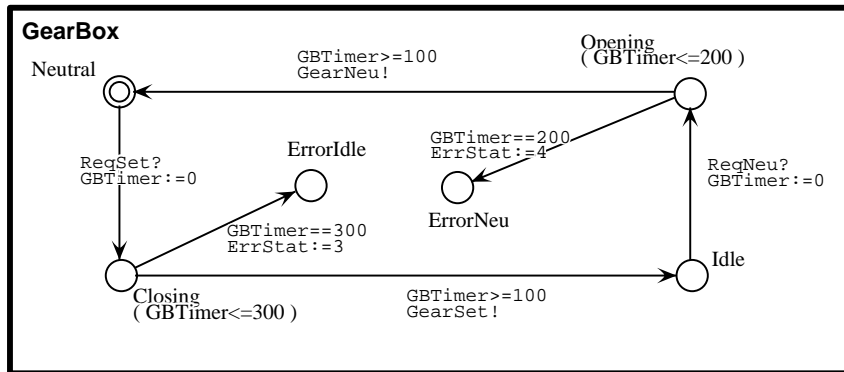 GearBox
Opening
( GBTimer<=200 )
Neutral
GBTimer>=100
GearNeu!
GBTimer==200
ErrStat:=4
ErrorIdle
ReqSet?
GBTimer:=0
ReqNeu?
GBTimer:=0
ErrorNeu
GBTimer==300
ErrStat:=3
Idle
Closing
( GBTimer<=300 )
GBTimer>=100
GearSet!